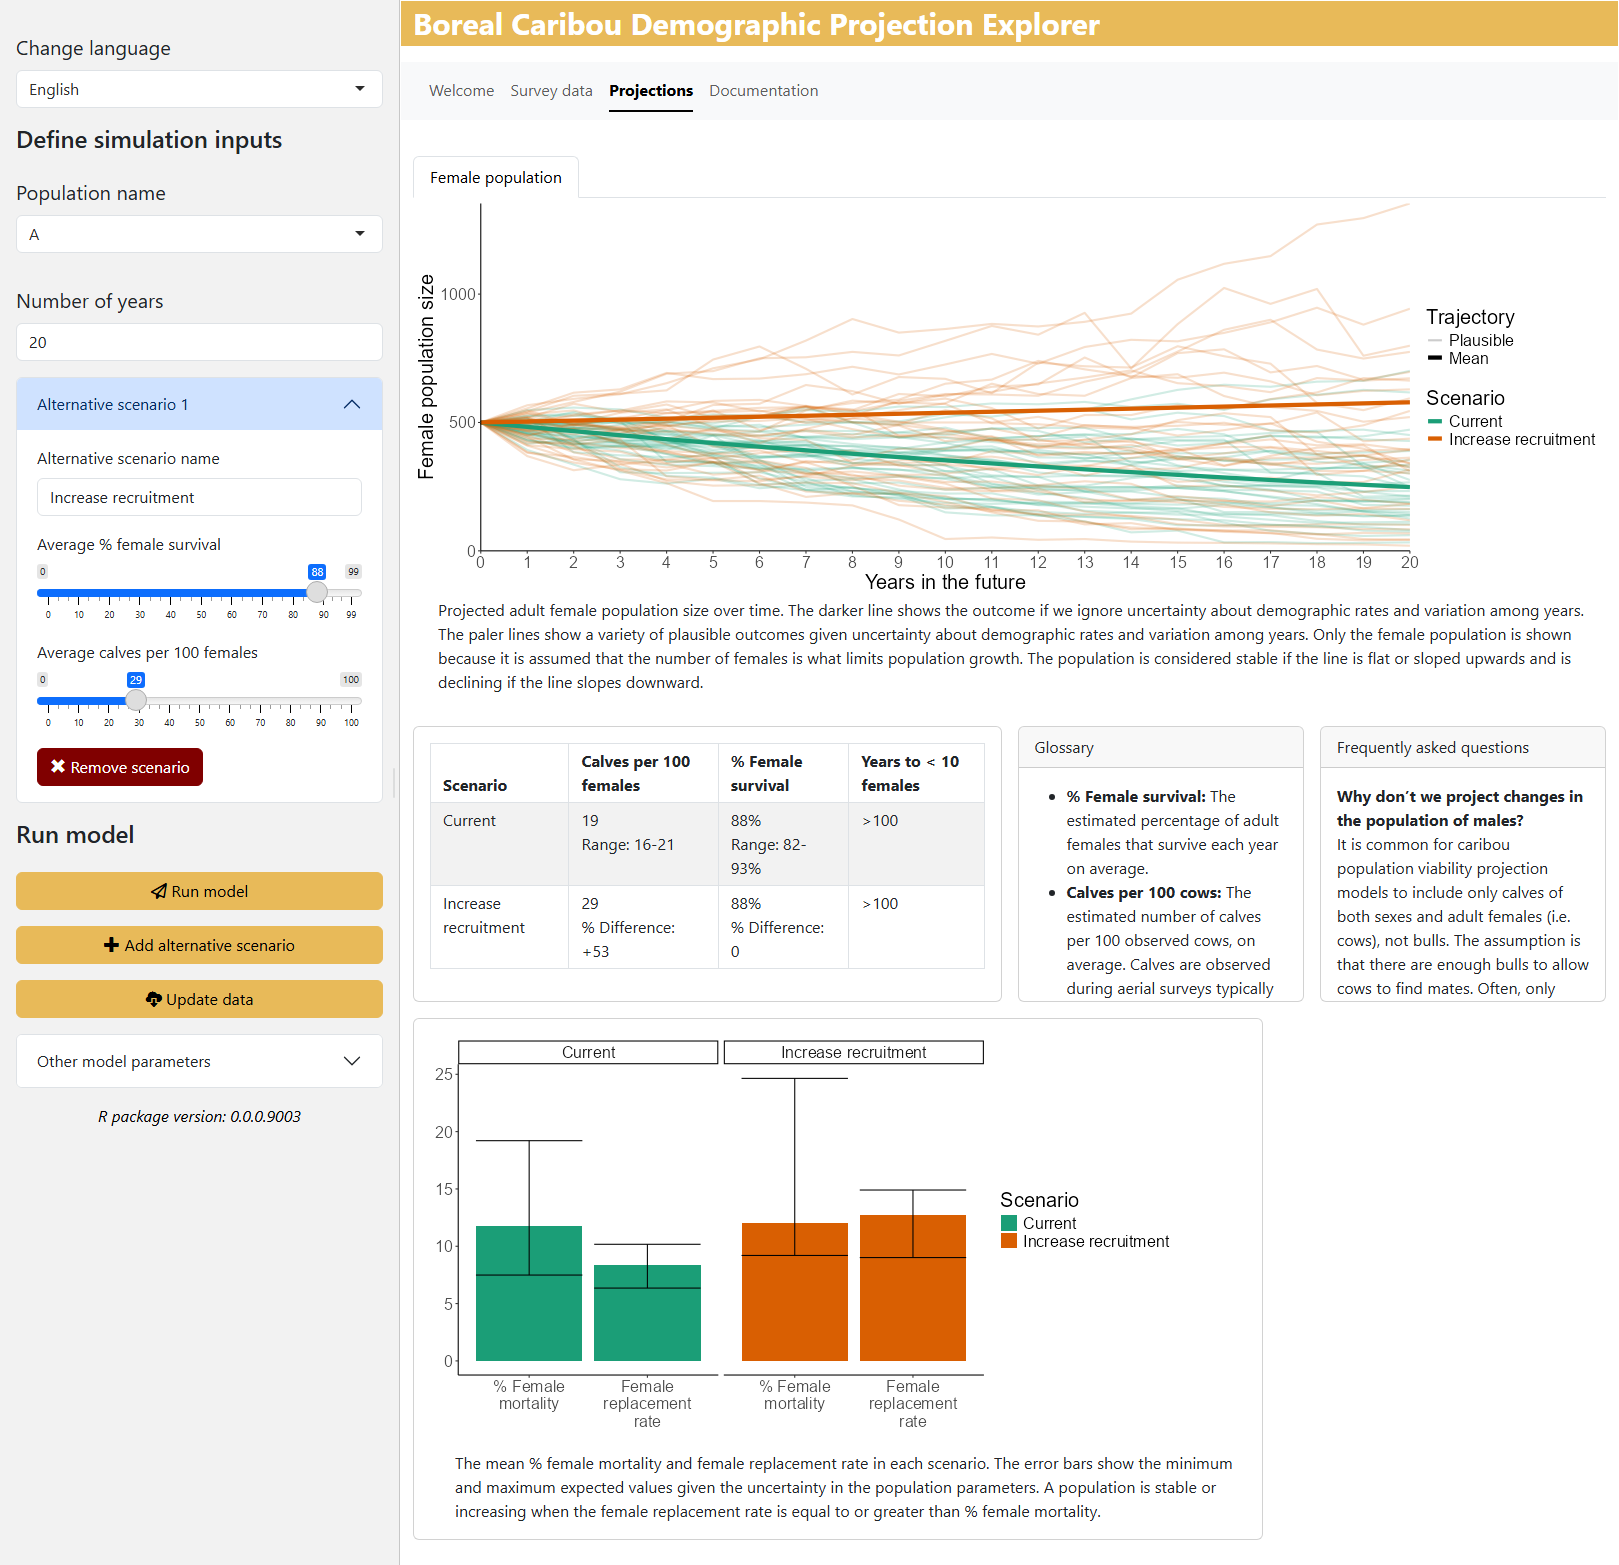 Change language
English
Define simulation inputs
Population name
A
Number of years
20
Alternative scenario 1
Alternative scenario name
Increase recruitment
Average % female survival
0 88 99
0 10 20 30 40 50 60 70 80 90 99
Average calves per 100 females
0 29 100
0 10 20 30 40 50 60 70 80 90 100
Remove scenario
Run model
Run model
Add alternative scenario
Update data
Other model parameters
R package version: 0.0.0.9003
Boreal Caribou Demographic Projection Explorer
Welcome Survey data Projections Documentation
Female population
Female population size
1000
500
0
0 1 2 3 4 5 6 7 8 9 10 11 12 13 14 15 16 17 18 19 20
Years in the future
Trajectory
Plausible
Mean
Scenario
Current
Increase recruitment
Projected adult female population size over time. The darker line shows the outcome if we ignore uncertainty about demographic rates and variation among years.
The paler lines show a variety of plausible outcomes given uncertainty about demographic rates and variation among years. Only the female population is shown
because it is assumed that the number of females is what limits population growth. The population is considered stable if the line is flat or sloped upwards and is
declining if the line slopes downward.
Scenario
Calves per 100
females
% Female
survival
Years to < 10
females
Current
19
Range: 16-21
88%
Range: 82-
93%
>100
Increase
recruitment
29
% Difference:
+53
88%
% Difference:
0
>100
Glossary
• % Female survival: The
estimated percentage of adult
females that survive each year
on average.
• Calves per 100 cows: The
estimated number of calves
per 100 observed cows, on
average. Calves are observed
during aerial surveys typically
Frequently asked questions
Why don't we project changes in
the population of males?
It is common for caribou
population viability projection
models to include only calves of
both sexes and adult females (i.e.
cows), not bulls. The assumption is
that there are enough bulls to allow
cows to find mates. Often, only
Current
Increase recruitment
25
20
15
10
5
0
% Female
mortality
Female
replacement
rate
% Female
mortality
Female
replacement
rate
Scenario
Current
Increase recruitment
The mean % female mortality and female replacement rate in each scenario. The error bars show the minimum
and maximum expected values given the uncertainty in the population parameters. A population is stable or
increasing when the female replacement rate is equal to or greater than % female mortality.